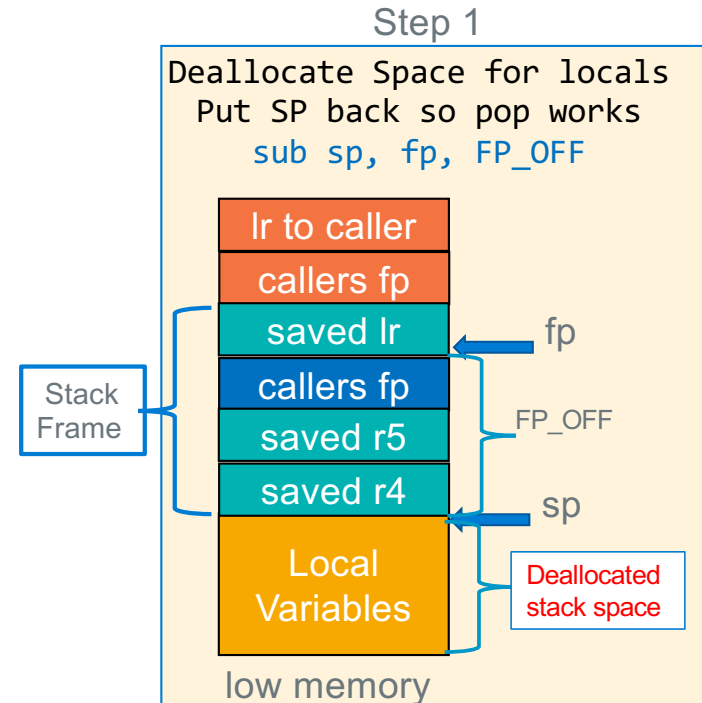 Step 1
Deallocate Space for locals
Put SP back so pop works
sub sp, fp, FP_OFF
lr to caller
callers fp
saved lr
fp
callers fp
Stack
Frame
FP_OFF
saved r5
saved r4
sp
Local
Variables
Deallocated
stack space
low memory